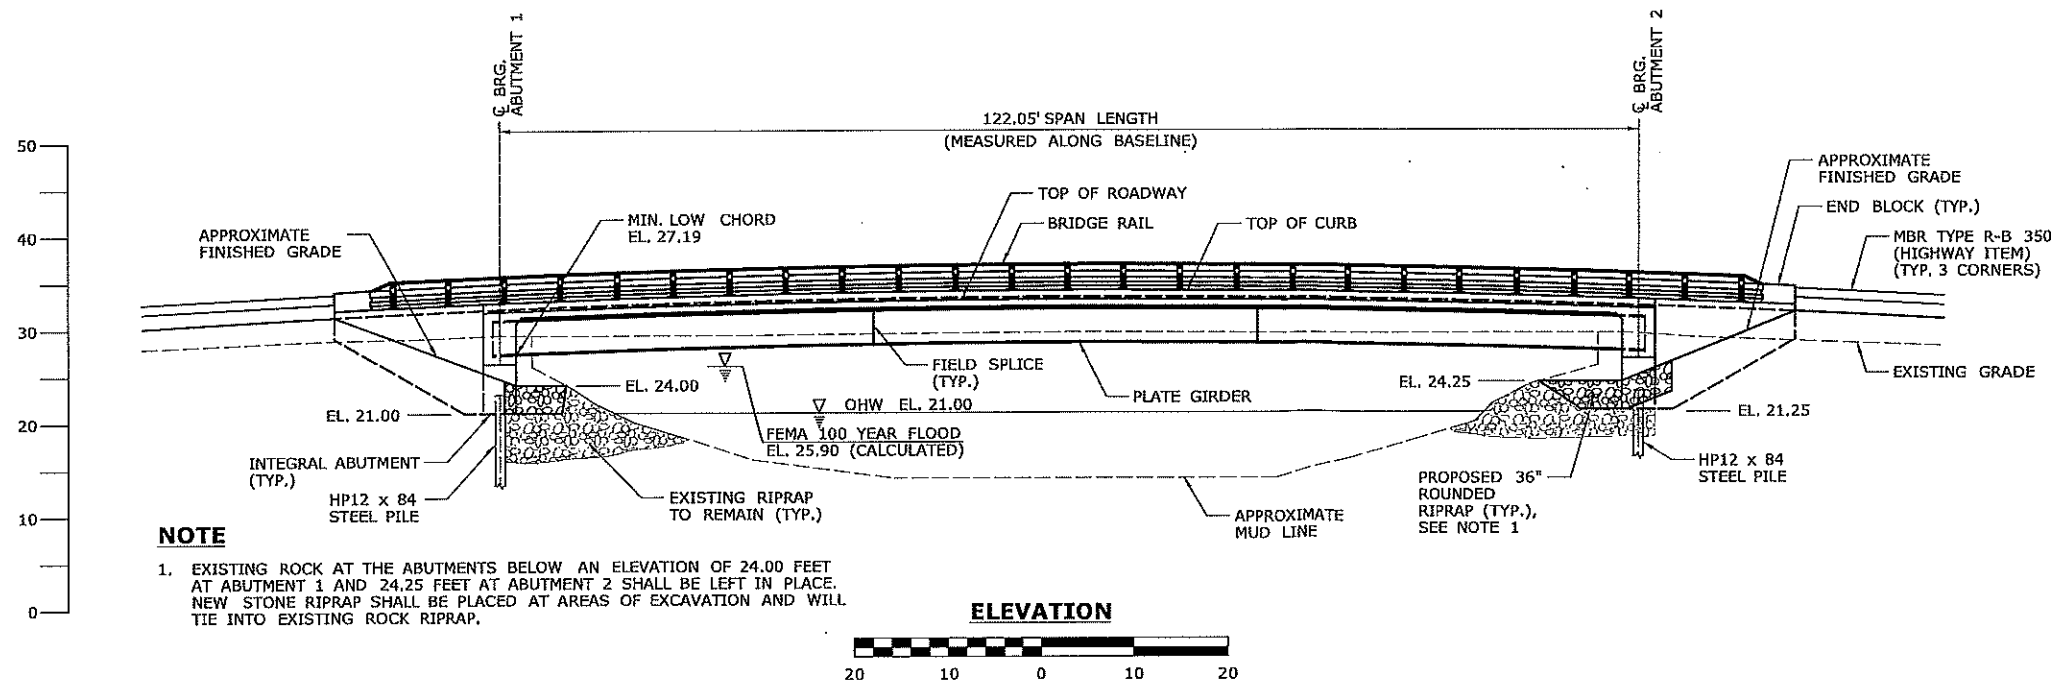 ℄ BRG.
ABUTMENT 1
℄ BRG.
ABUTMENT 2
122.05' SPAN LENGTH
(MEASURED ALONG BASELINE)
50
40
30
20
10
0
APPROXIMATE
FINISHED GRADE
MIN. LOW CHORD
EL. 27.19
TOP OF ROADWAY
BRIDGE RAIL
TOP OF CURB
APPROXIMATE
FINISHED GRADE
END BLOCK (TYP.)
MBR TYPE R-B 350
(HIGHWAY ITEM)
(TYP. 3 CORNERS)
EL. 24.00
FIELD SPLICE
(TYP.)
PLATE GIRDER
EL. 24.25
EXISTING GRADE
EL. 21.00
OHW EL. 21.00
EL. 21.25
FEMA 100 YEAR FLOOD
EL. 25.90 (CALCULATED)
INTEGRAL ABUTMENT
(TYP.)
HP12 x 84
STEEL PILE
EXISTING RIPRAP
TO REMAIN (TYP.)
APPROXIMATE
MUD LINE
PROPOSED 36"
ROUNDED
RIPRAP (TYP.),
SEE NOTE 1
HP12 x 84
STEEL PILE
NOTE
1. EXISTING ROCK AT THE ABUTMENTS BELOW AN ELEVATION OF 24.00 FEET
AT ABUTMENT 1 AND 24.25 FEET AT ABUTMENT 2 SHALL BE LEFT IN PLACE.
NEW STONE RIPRAP SHALL BE PLACED AT AREAS OF EXCAVATION AND WILL
TIE INTO EXISTING ROCK RIPRAP.
ELEVATION
20 10 0 10 20